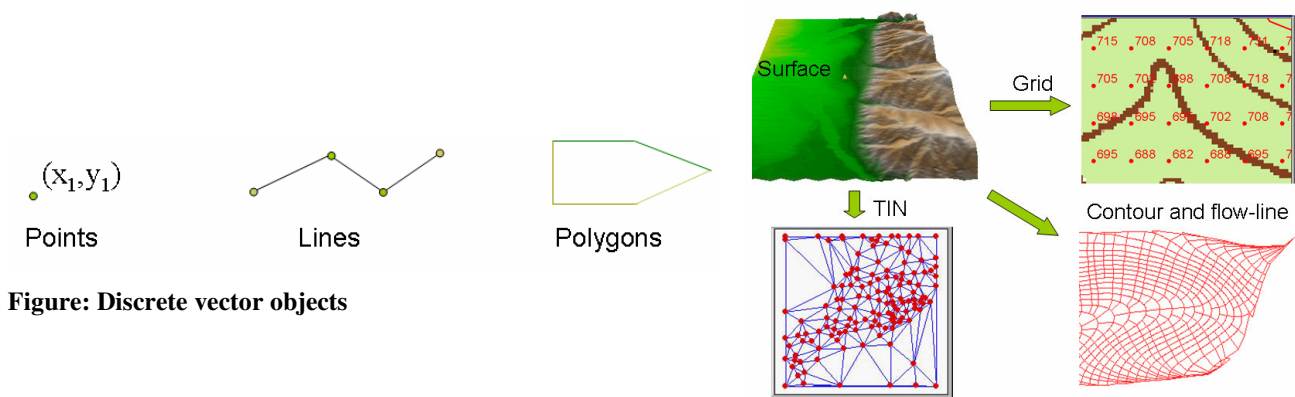 (x₁,y₁)
Points
Lines
Polygons
Figure: Discrete vector objects
Surface
Grid
TIN
Contour and flow-line
715 708 705 718
705 698 708 718
695 702 708
695 688 682 688 695